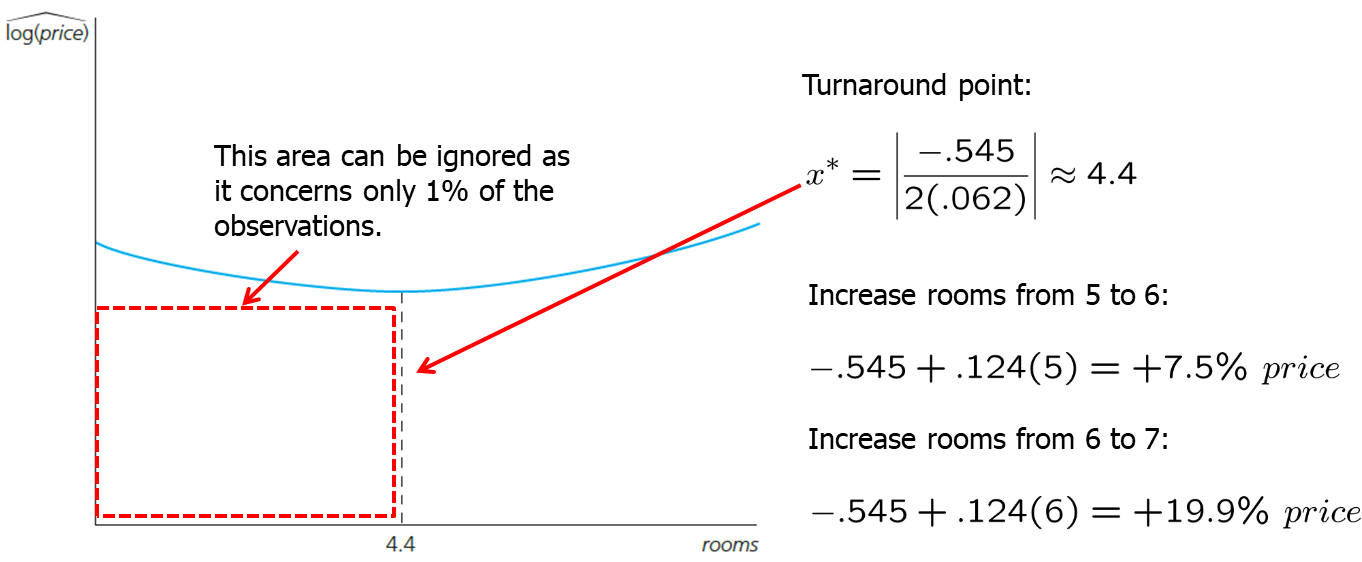 log(price)
This area can be ignored as
it concerns only 1% of the
observations.
4.4
rooms
Turnaround point:
x* = |-.545 / 2(.062)| ≈ 4.4
Increase rooms from 5 to 6:
-.545 + .124(5) = +7.5% price
Increase rooms from 6 to 7:
-.545 + .124(6) = +19.9% price